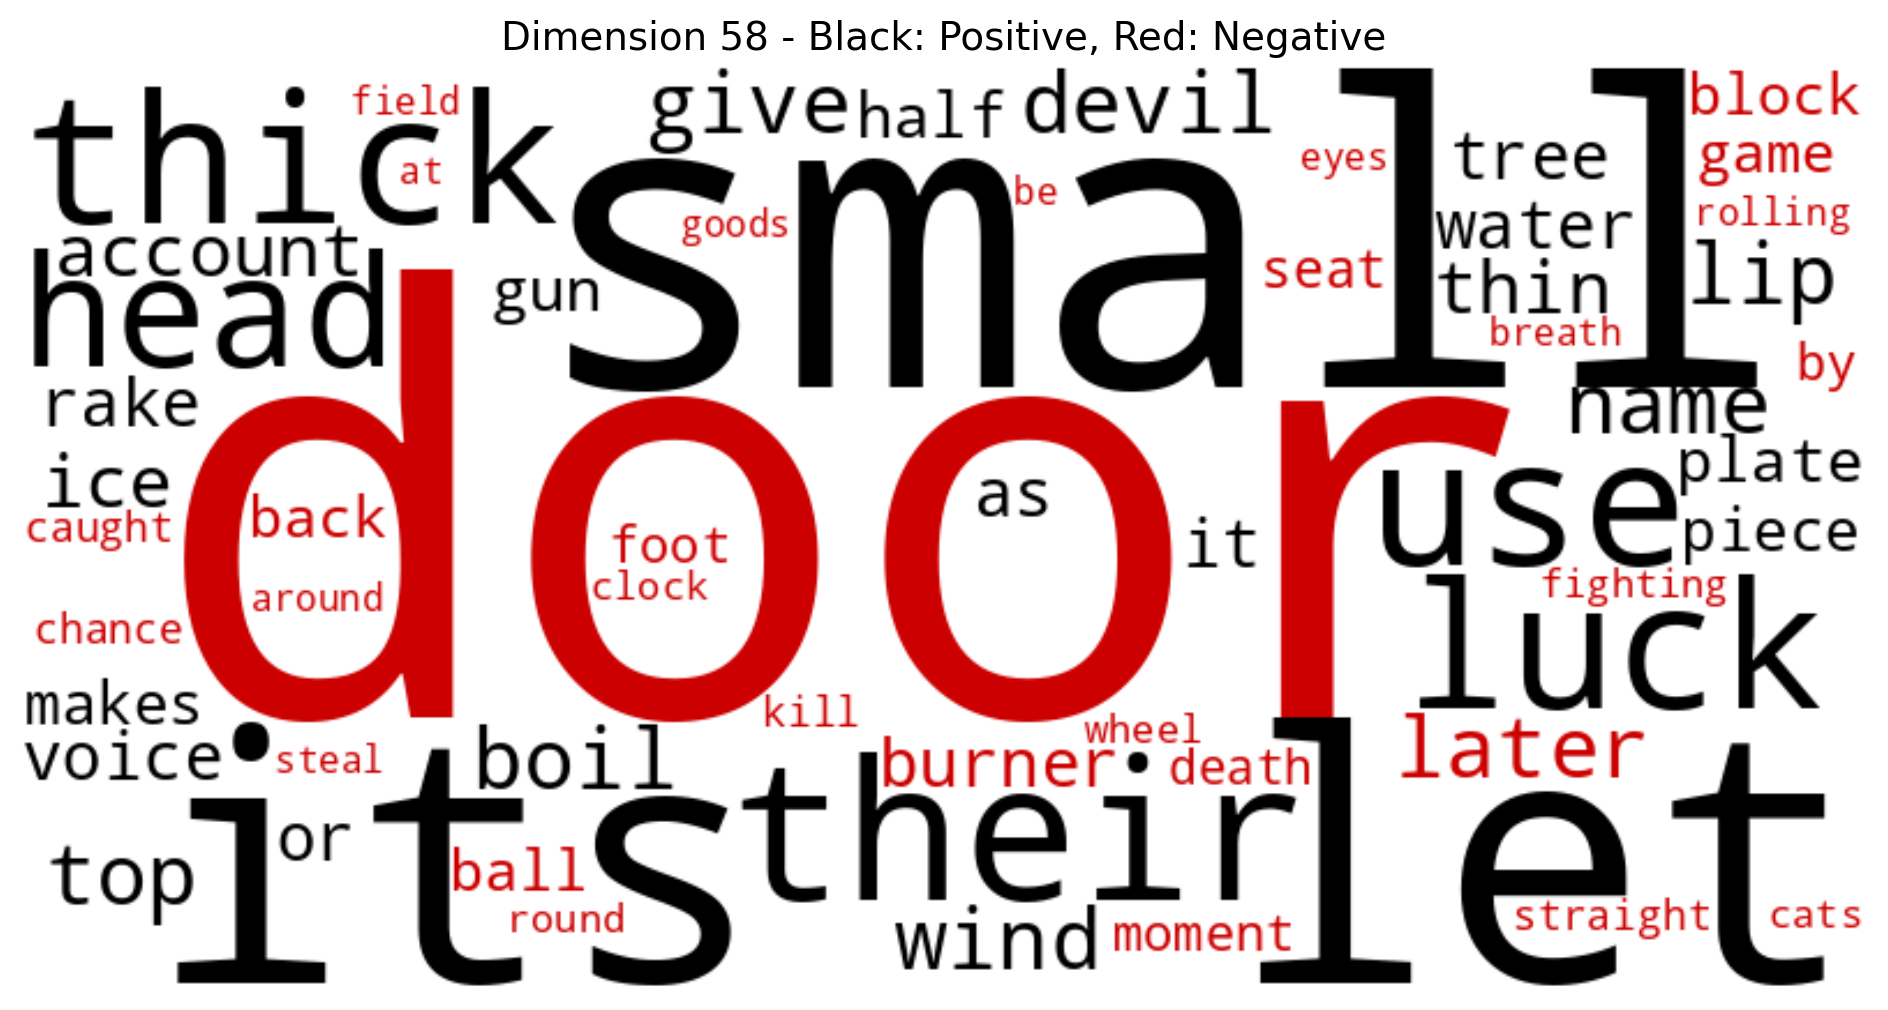 Dimension 58 - Black: Positive, Red: Negative
thick
field
at
give
half
devil
small
block
game
rolling
eyes
tree
be
goods
water
account
head
gun
seat
thin
lip
breath
by
rake
name
door
ice
caught
back
foot
clock
around
as
it
use
plate
piece
chance
fighting
luck
makes
voice
steal
kill
wheel
boil
burner
death
later
its
their
let
top
or
ball
round
wind
moment
straight
cats